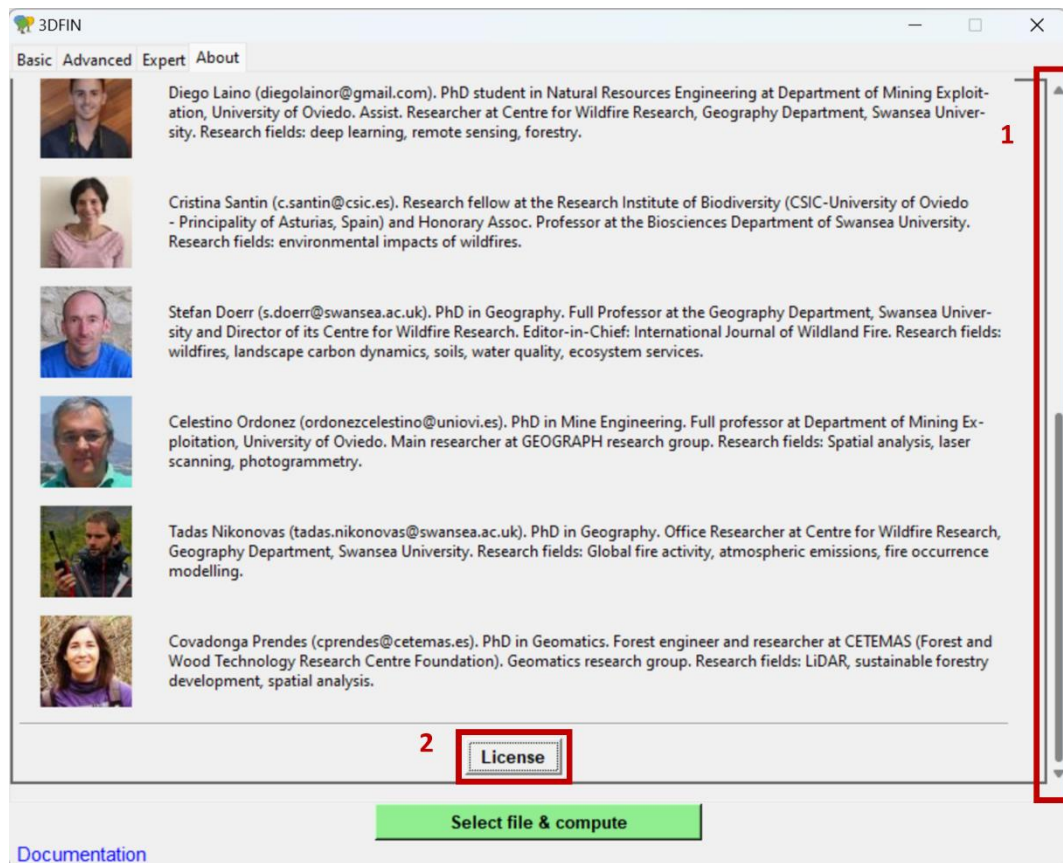 3DFIN
Basic Advanced Expert About
Diego Laino (diegolainor@gmail.com). PhD student in Natural Resources Engineering at Department of Mining Exploit-
ation, University of Oviedo. Assist. Researcher at Centre for Wildfire Research, Geography Department, Swansea Univer-
sity. Research fields: deep learning, remote sensing, forestry.
1
Cristina Santin (c.santin@csic.es). Research fellow at the Research Institute of Biodiversity (CSIC-University of Oviedo
- Principality of Asturias, Spain) and Honorary Assoc. Professor at the Biosciences Department of Swansea University.
Research fields: environmental impacts of wildfires.
Stefan Doerr (s.doerr@swansea.ac.uk). PhD in Geography. Full Professor at the Geography Department, Swansea Univer-
sity and Director of its Centre for Wildfire Research. Editor-in-Chief: International Journal of Wildland Fire. Research fields:
wildfires, landscape carbon dynamics, soils, water quality, ecosystem services.
Celestino Ordonez (ordonezcelestino@uniovi.es). PhD in Mine Engineering. Full professor at Department of Mining Ex-
ploitation, University of Oviedo. Main researcher at GEOGRAPH research group. Research fields: Spatial analysis, laser
scanning, photogrammetry.
Tadas Nikonovas (tadas.nikonovas@swansea.ac.uk). PhD in Geography. Office Researcher at Centre for Wildfire Research,
Geography Department, Swansea University. Research fields: Global fire activity, atmospheric emissions, fire occurrence
modelling.
Covadonga Prendes (cprendes@cetemas.es). PhD in Geomatics. Forest engineer and researcher at CETEMAS (Forest and
Wood Technology Research Centre Foundation). Geomatics research group. Research fields: LiDAR, sustainable forestry
development, spatial analysis.
2
License
Select file & compute
Documentation